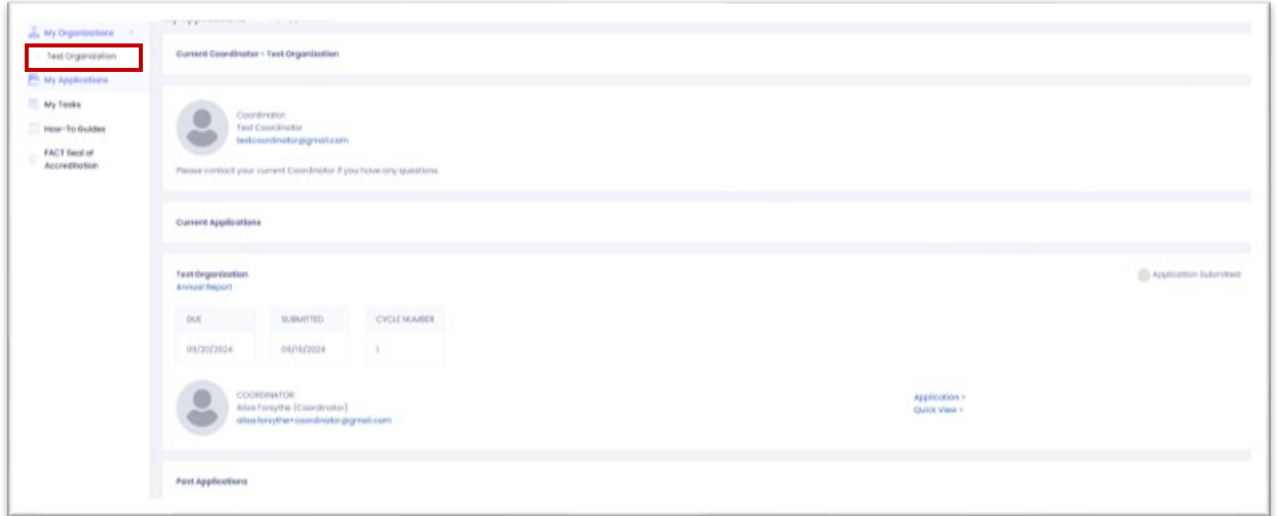 My Organizations
Test Organization
My Applications
My Tasks
How-To Guides
FACT Seal of
Accreditation
My Applications
Current Coordinator - Test Organization
Coordinator:
Test Coordinator
testcoordinator@gmail.com
Please contact your current Coordinator if you have any questions.
Current Applications
Test Organization
Annual Report
Application Submitted
DUE SUBMITTED CYCLE NUMBER
09/20/2024 1
COORDINATOR:
Alisa Forsythe (Coordinator)
alisa.forsythe+coordinator@gmail.com
Application >
Quick View >
Past Applications